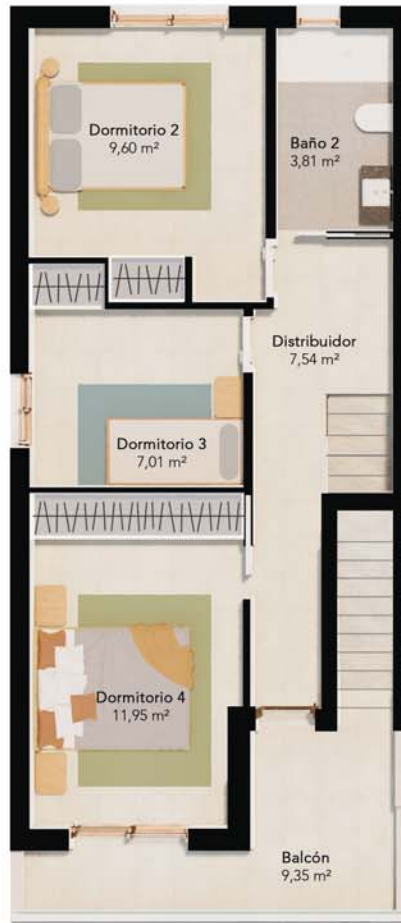 Dormitorio 2
9,60 m²
Baño 2
3,81 m²
Distribuidor
7,54 m²
Dormitorio 3
7,01 m²
Dormitorio 4
11,95 m²
Balcón
9,35 m²